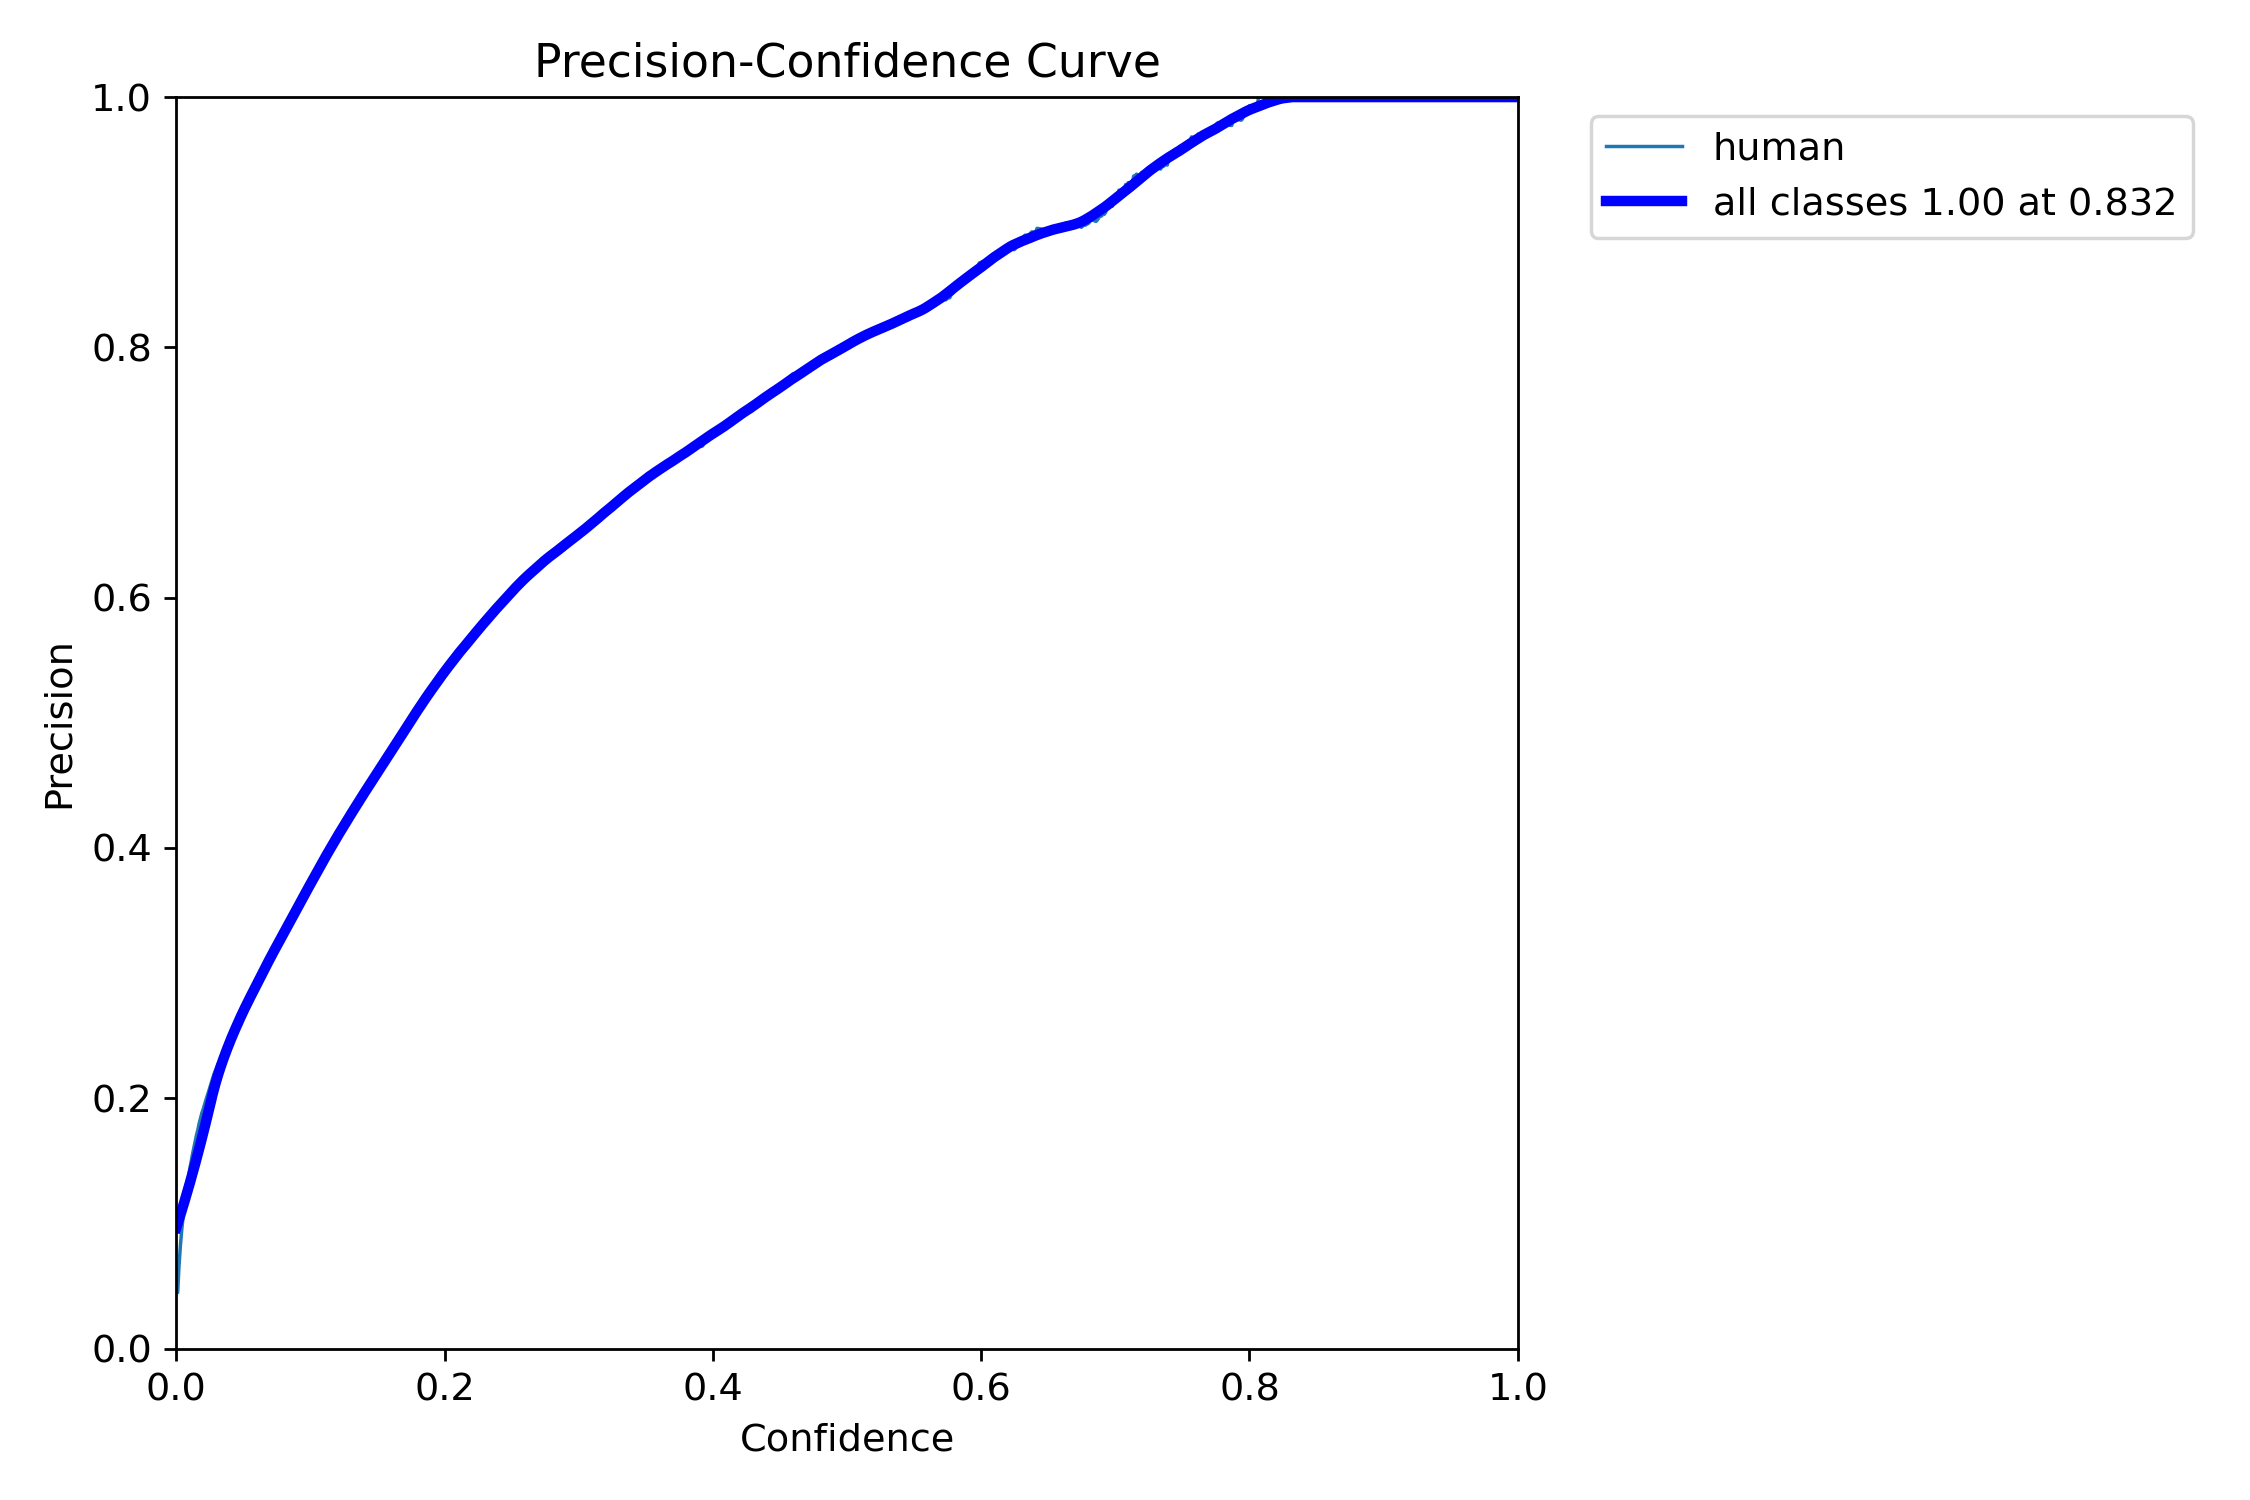 Precision-Confidence Curve
1.0
0.8
0.6
0.4
0.2
0.0
Precision
0.0 0.2 0.4 0.6 0.8 1.0
Confidence
human
all classes 1.00 at 0.832